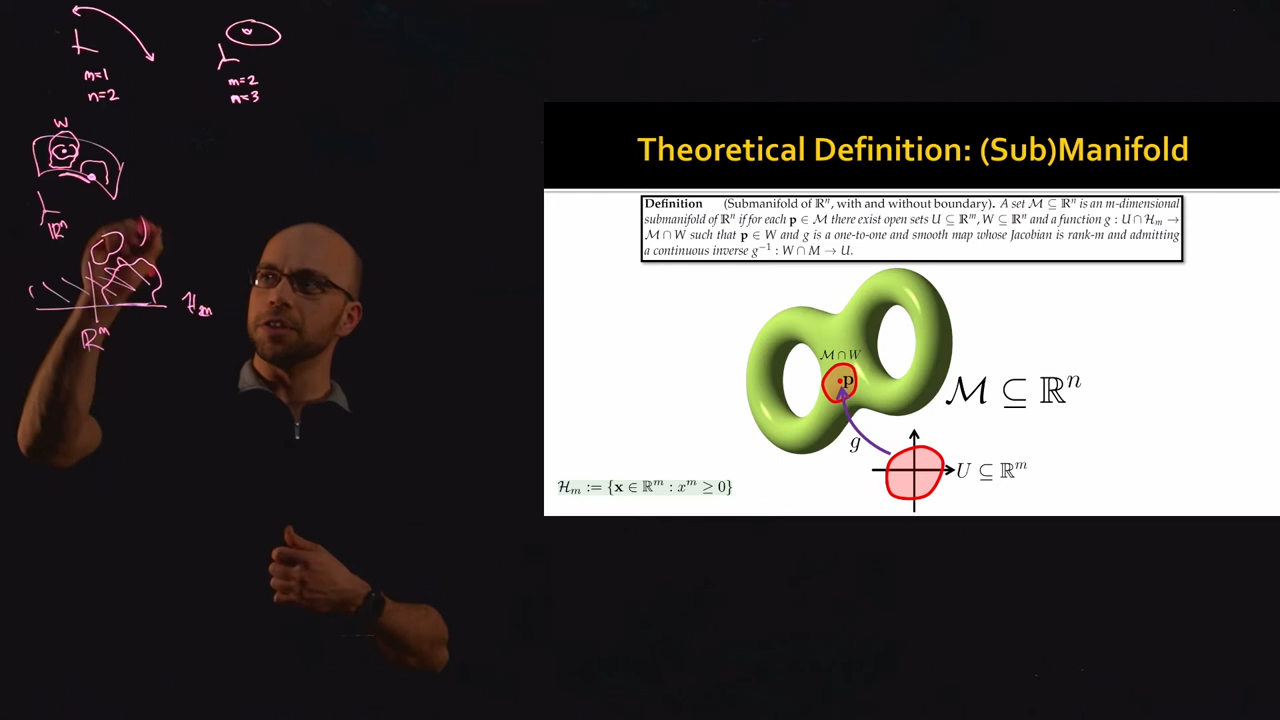 m=1
n=2
m=2
n=3
W
ℝⁿ
ℝᵐ
Theoretical Definition: (Sub)Manifold
Definition (Submanifold of ℝⁿ, with and without boundary). A set ℳ ⊆ ℝⁿ is an m-dimensional
submanifold of ℝⁿ if for each p ∈ ℳ there exist open sets U ⊆ ℝᵐ, W ⊆ ℝⁿ and a function g : U ∩ ℋₘ →
ℳ ∩ W such that p ∈ W and g is a one-to-one and smooth map whose Jacobian is rank-m and admitting
a continuous inverse g⁻¹ : W ∩ M → U.
ℳ ∩ W
p
ℳ ⊆ ℝⁿ
g
U ⊆ ℝᵐ
ℋₘ := {x ∈ ℝᵐ : xᵐ ≥ 0}